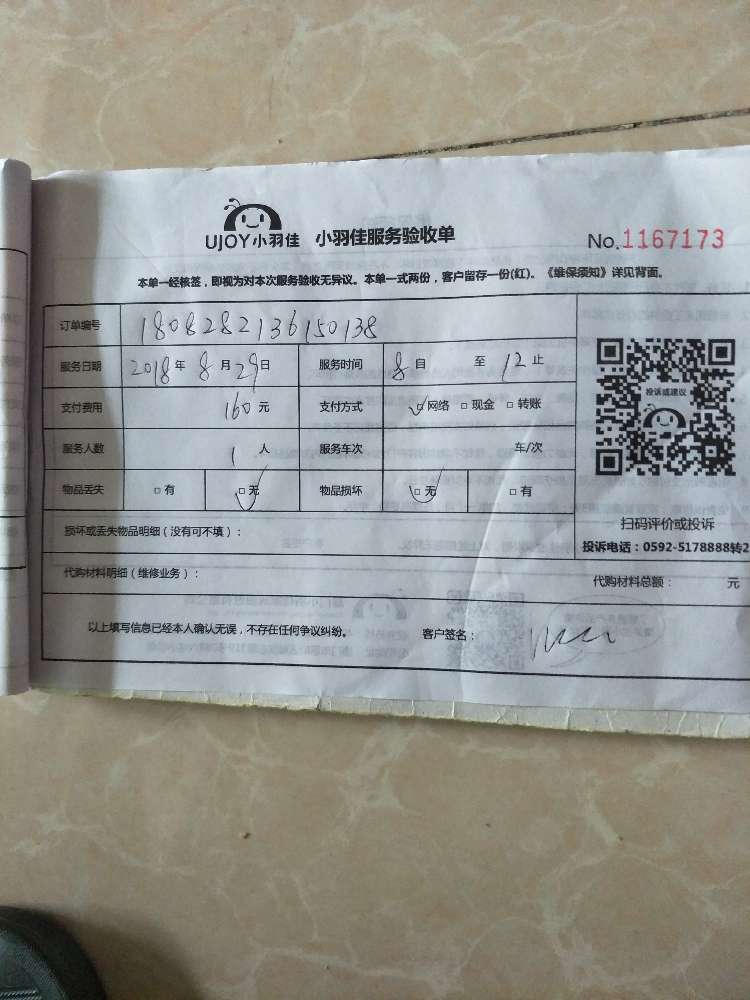 UJOY小羽佳 小羽佳服务验收单 No.1167173
本单一经核签，即视为对本次服务验收无异议。本单一式两份，客户留存一份(红)。《维保须知》详见背面。
订单编号 1808282136150138
服务日期 2018年8月29日 服务时间 8自 至12止
支付费用 160元 支付方式 ✓□网络 □现金 □转账
服务人数 1人 服务车次 车/次
物品丢失 □有 ✓□无 物品损坏 ✓□无 □有
投诉或建议
扫码评价或投诉
投诉电话：0592-5178888转2
损坏或丢失物品明细（没有可不填）：
代购材料明细（维修业务）： 代购材料总额： 元
以上填写信息已经本人确认无误，不存在任何争议纠纷。 客户签名：